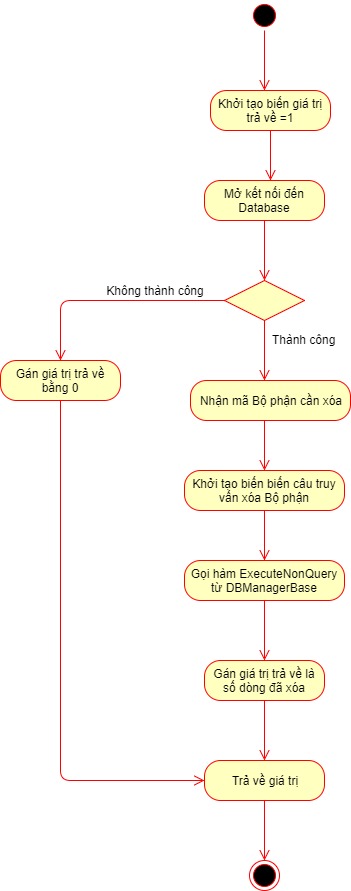 Khởi tạo biến giá trị
trả về =1
Mở kết nối đến
Database
Không thành công
Thành công
Gán giá trị trả về
bằng 0
Nhận mã Bộ phận cần xóa
Khởi tạo biến biến câu truy
vấn xóa Bộ phận
Gọi hàm ExecuteNonQuery
từ DBManagerBase
Gán giá trị trả về là
số dòng đã xóa
Trả về giá trị